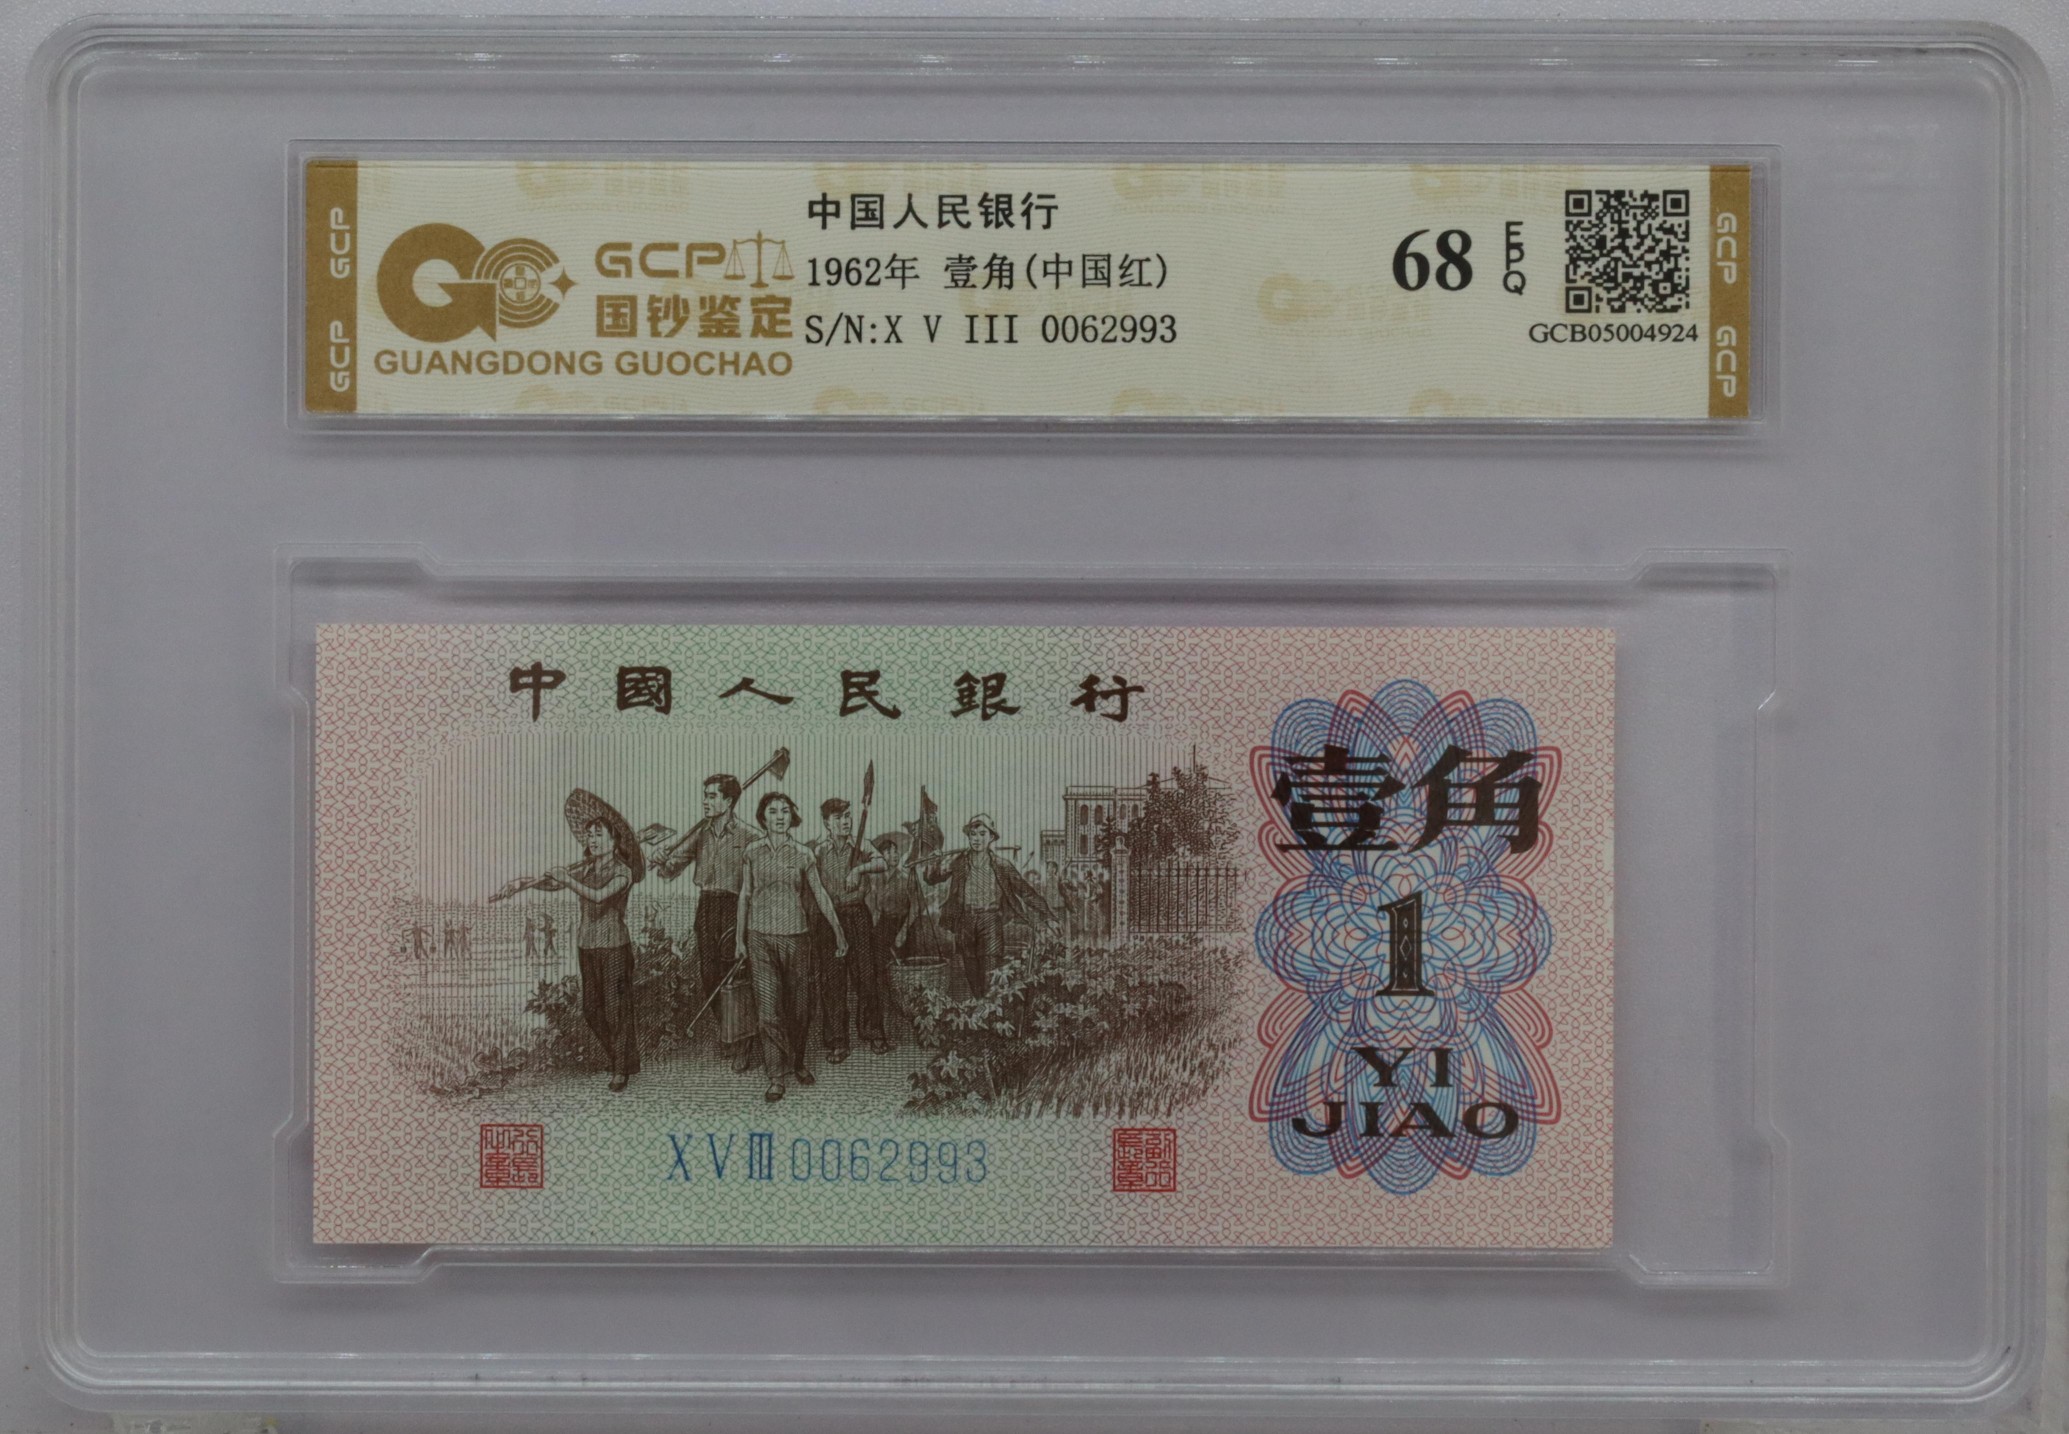 中国人民银行
1962年 壹角(中国红)
S/N:X V III 0062993
68 EPQ
GCB05004924
GCP
国钞鉴定
GUANGDONG GUOCHAO
GCP
GCP
GCP
GCP
中國人民銀行
壹角
1
YI
JIAO
XVⅢ0062993